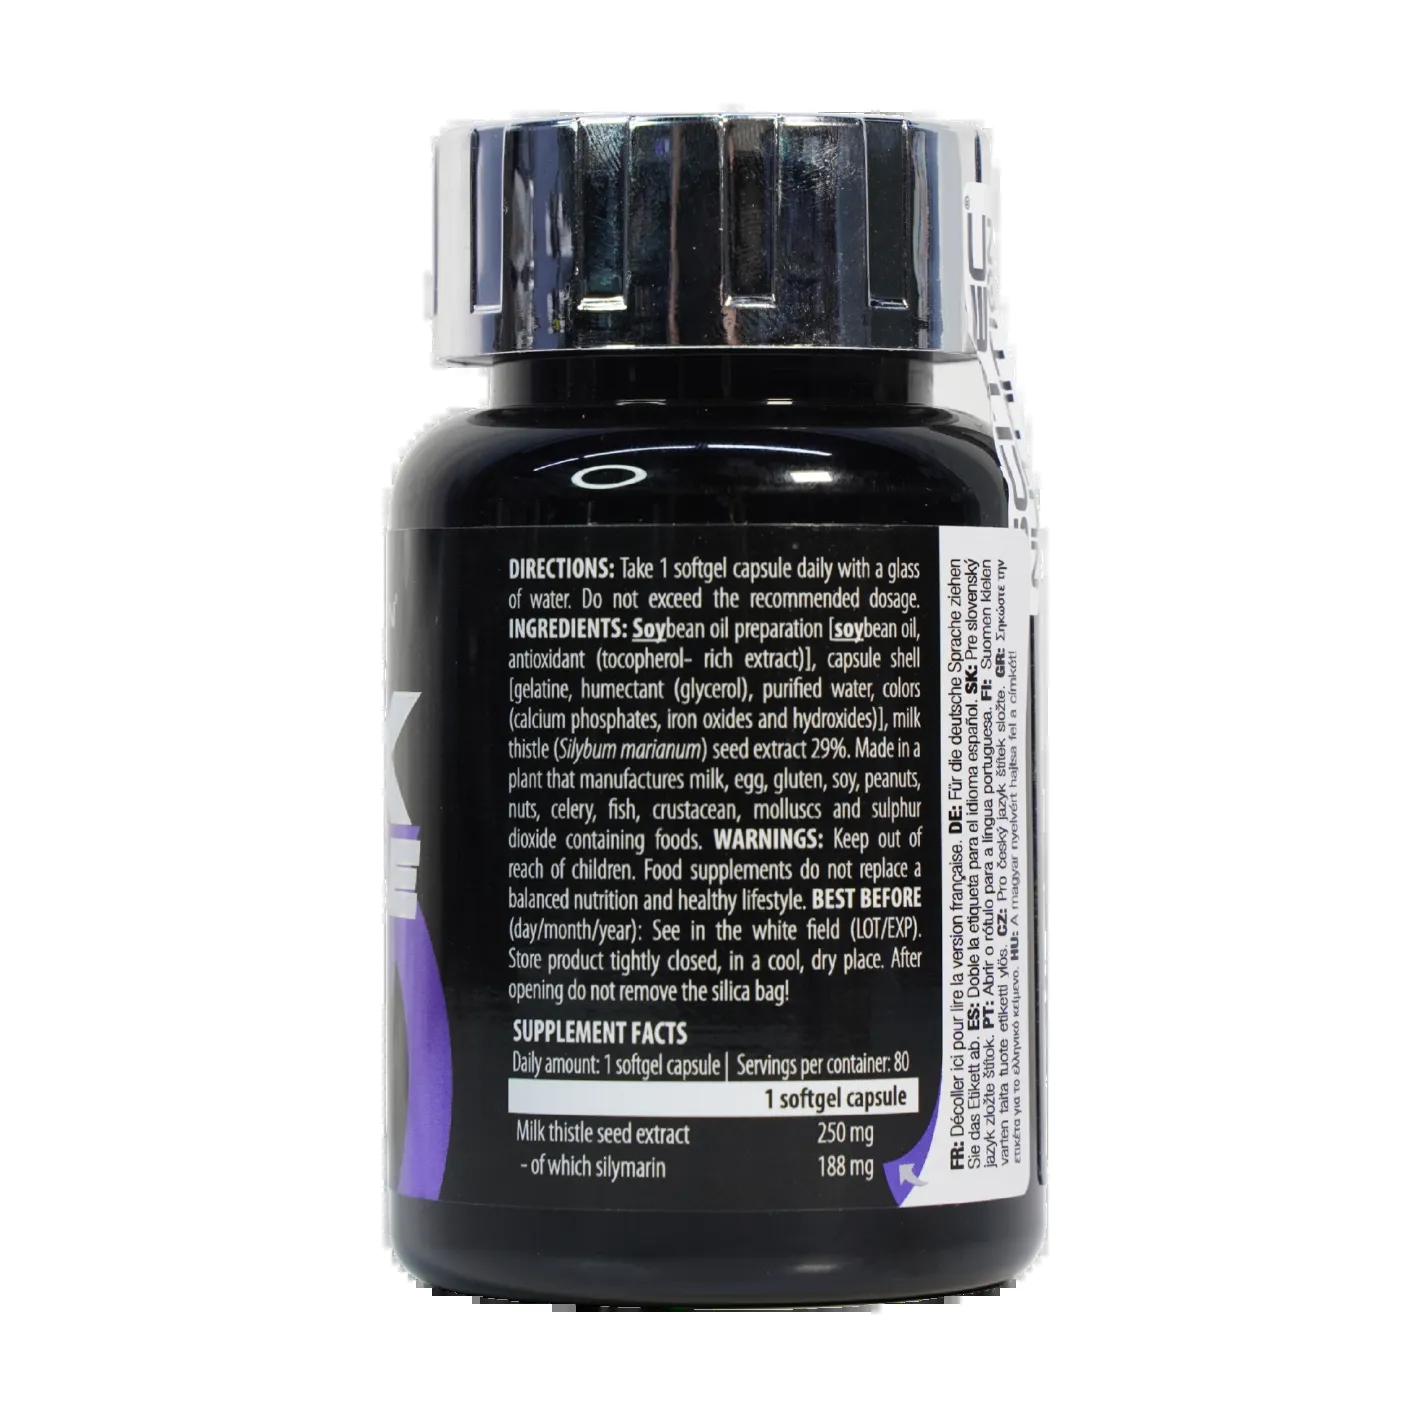 DIRECTIONS: Take 1 softgel capsule daily with a glass
of water. Do not exceed the recommended dosage.
INGREDIENTS: Soybean oil preparation [soybean oil,
antioxidant (tocopherol- rich extract)], capsule shell
[gelatine, humectant (glycerol), purified water, colors
(calcium phosphates, iron oxides and hydroxides)], milk
thistle (Silybum marianum) seed extract 29%. Made in a
plant that manufactures milk, egg, gluten, soy, peanuts,
nuts, celery, fish, crustacean, molluscs and sulphur
dioxide containing foods. WARNINGS: Keep out of
reach of children. Food supplements do not replace a
balanced nutrition and healthy lifestyle. BEST BEFORE
(day/month/year): See in the white field (LOT/EXP).
Store product tightly closed, in a cool, dry place. After
opening do not remove the silica bag!
SUPPLEMENT FACTS
Daily amount: 1 softgel capsule | Servings per container: 80
1 softgel capsule
Milk thistle seed extract 250 mg
- of which silymarin 188 mg
FR: Décoller ici pour lire la version française. DE: Für die deutsche Sprache ziehen
Sie das Etikett ab. ES: Doble la etiqueta para el idioma español. SK: Pre slovenský
jazyk zložte štítok. PT: Abrir o rótulo para a língua portuguesa. FI: Suomen kielen
varten taita tuote etiketti ylös. CZ: Pro český jazyk štítek složte. GR: Σηκώστε την
ετικέτα για το ελληνικό κείμενο. HU: A magyar nyelvért hajtsa fel a címkét!